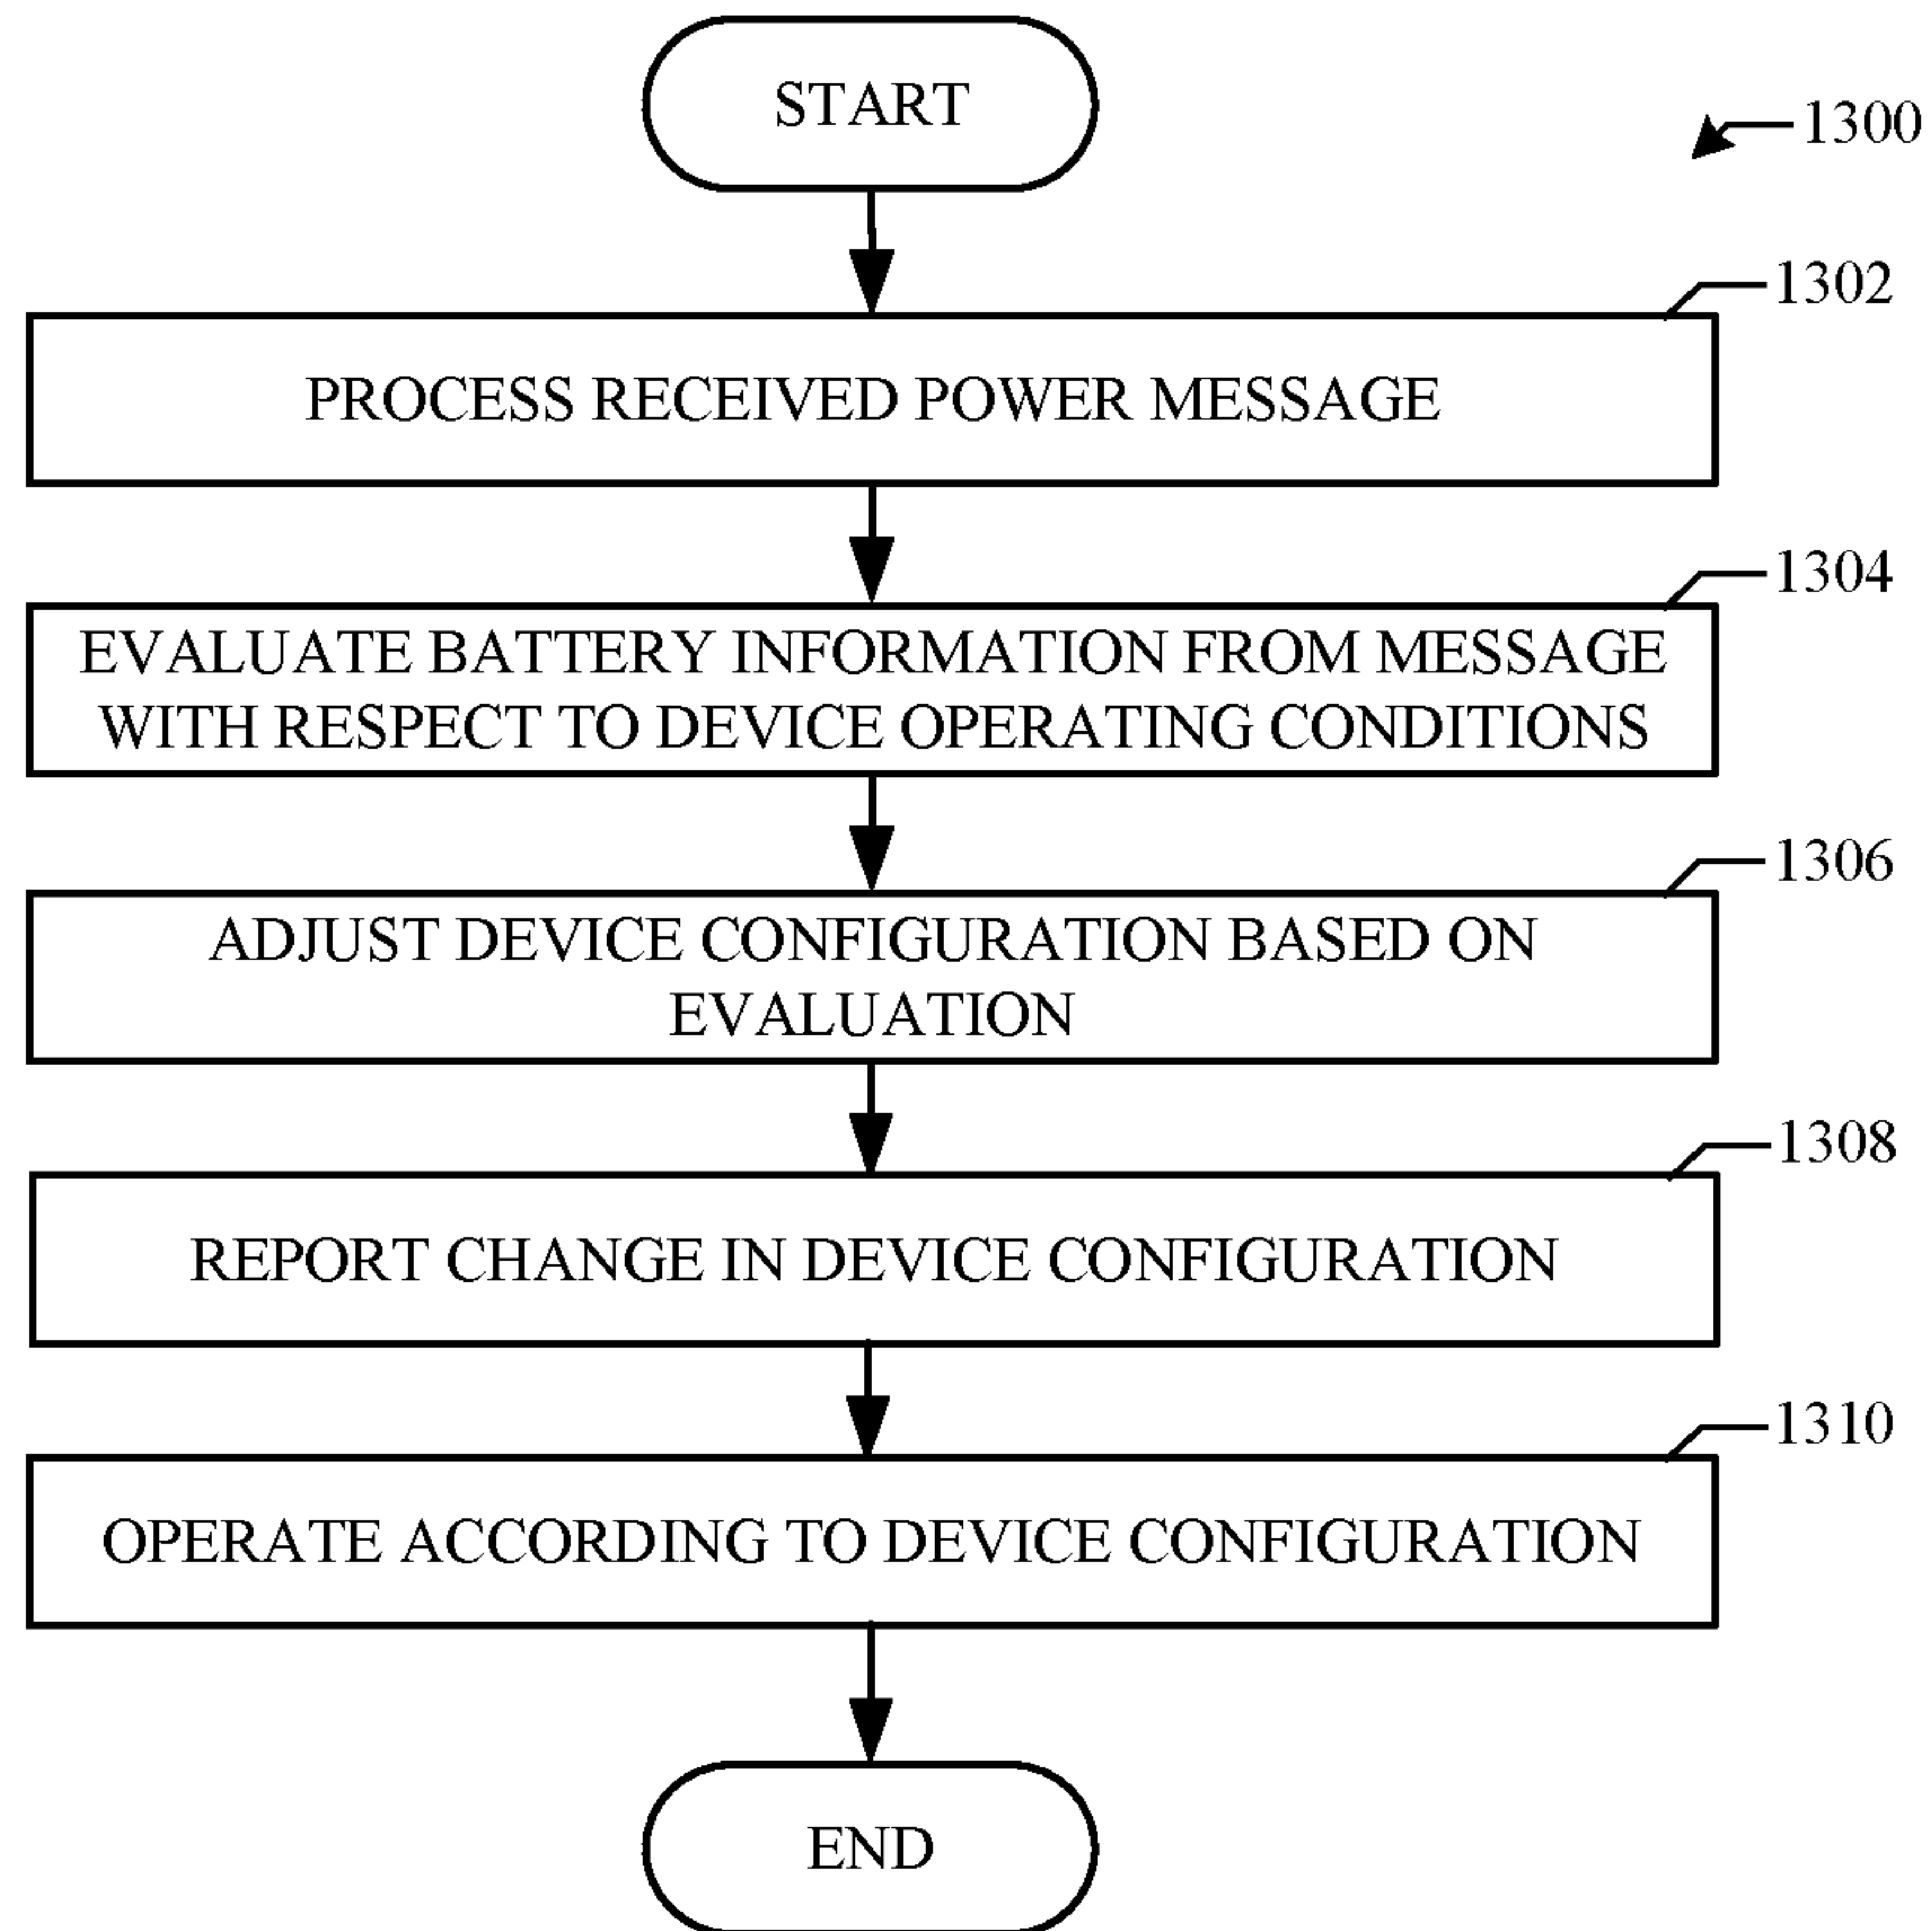 START
1300
1302
PROCESS RECEIVED POWER MESSAGE
1304
EVALUATE BATTERY INFORMATION FROM MESSAGE
WITH RESPECT TO DEVICE OPERATING CONDITIONS
1306
ADJUST DEVICE CONFIGURATION BASED ON
EVALUATION
1308
REPORT CHANGE IN DEVICE CONFIGURATION
1310
OPERATE ACCORDING TO DEVICE CONFIGURATION
END